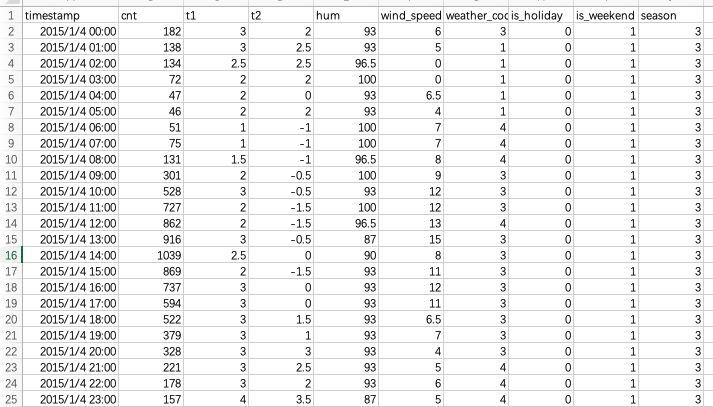 1 timestamp cnt t1 t2 hum wind_speed weather_coc is_holiday is_weekend season
2 2015/1/4 00:00 182 3 2 93 6 3 0 1 3
3 2015/1/4 01:00 138 3 2.5 93 5 1 0 1 3
4 2015/1/4 02:00 134 2.5 2.5 96.5 0 1 0 1 3
5 2015/1/4 03:00 72 2 2 100 0 1 0 1 3
6 2015/1/4 04:00 47 2 0 93 6.5 1 0 1 3
7 2015/1/4 05:00 46 2 2 93 4 1 0 1 3
8 2015/1/4 06:00 51 1 -1 100 7 4 0 1 3
9 2015/1/4 07:00 75 1 -1 100 7 4 0 1 3
10 2015/1/4 08:00 131 1.5 -1 96.5 8 4 0 1 3
11 2015/1/4 09:00 301 2 -0.5 100 9 3 0 1 3
12 2015/1/4 10:00 528 3 -0.5 93 12 3 0 1 3
13 2015/1/4 11:00 727 2 -1.5 100 12 3 0 1 3
14 2015/1/4 12:00 862 2 -1.5 96.5 13 4 0 1 3
15 2015/1/4 13:00 916 3 -0.5 87 15 3 0 1 3
16 2015/1/4 14:00 1039 2.5 0 90 8 3 0 1 3
17 2015/1/4 15:00 869 2 -1.5 93 11 3 0 1 3
18 2015/1/4 16:00 737 3 0 93 12 3 0 1 3
19 2015/1/4 17:00 594 3 0 93 11 3 0 1 3
20 2015/1/4 18:00 522 3 1.5 93 6.5 3 0 1 3
21 2015/1/4 19:00 379 3 1 93 7 3 0 1 3
22 2015/1/4 20:00 328 3 3 93 4 3 0 1 3
23 2015/1/4 21:00 221 3 2.5 93 5 4 0 1 3
24 2015/1/4 22:00 178 3 2 93 6 4 0 1 3
25 2015/1/4 23:00 157 4 3.5 87 5 4 0 1 3